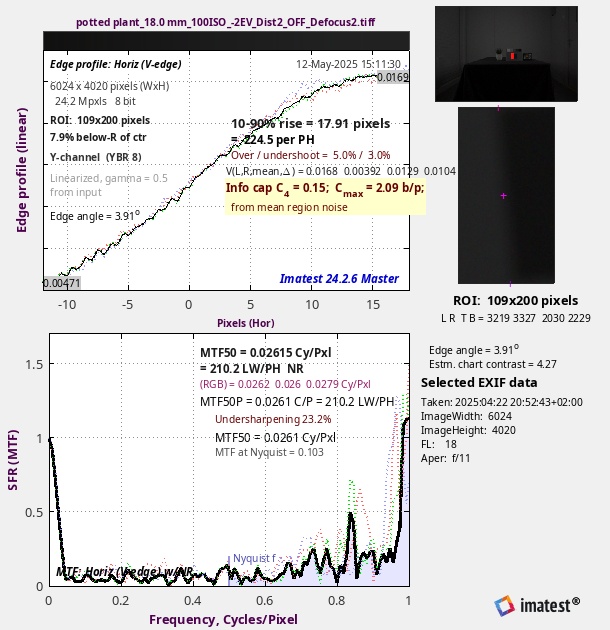 potted plant_18.0 mm_100ISO_-2EV_Dist2_OFF_Defocus2.tiff
Edge profile: Horiz (V-edge)
12-May-2025 15:11:30
0.0169
6024 x 4020 pixels (WxH)
24.2 Mpxls 8 bit
ROI: 109x200 pixels
7.9% below-R of ctr
Y-channel (YBR 8)
Linearized, gamma = 0.5
from input
Edge angle = 3.91°
10-90% rise = 17.91 pixels
= 224.5 per PH
Over / undershoot = 5.0% / 3.0%
V(L,R;mean,Δ) = 0.0168 0.00392 0.0129 0.0104
Info cap C4 = 0.15; Cmax = 2.09 b/p;
from mean region noise
0.00471
Imatest 24.2.6 Master
Edge profile (linear)
-10 -5 0 5 10 15
Pixels (Hor)
ROI: 109x200 pixels
L R T B = 3219 3327 2030 2229
Edge angle = 3.91°
Estm. chart contrast = 4.27
Selected EXIF data
Taken: 2025:04:22 20:52:43+02:00
ImageWidth: 6024
ImageHeight: 4020
FL: 18
Aper: f/11
MTF50 = 0.02615 Cy/Pxl
= 210.2 LW/PH NR
(RGB) = 0.0262 0.026 0.0279 Cy/Pxl
MTF50P = 0.0261 C/P = 210.2 LW/PH
Undersharpening 23.2%
MTF50 = 0.0261 Cy/Pxl
MTF at Nyquist = 0.103
SFR (MTF)
1.5
1
0.5
0
Nyquist f
MTF: Horiz (V-edge) w/NR
0 0.2 0.4 0.6 0.8 1
Frequency, Cycles/Pixel
imatest®